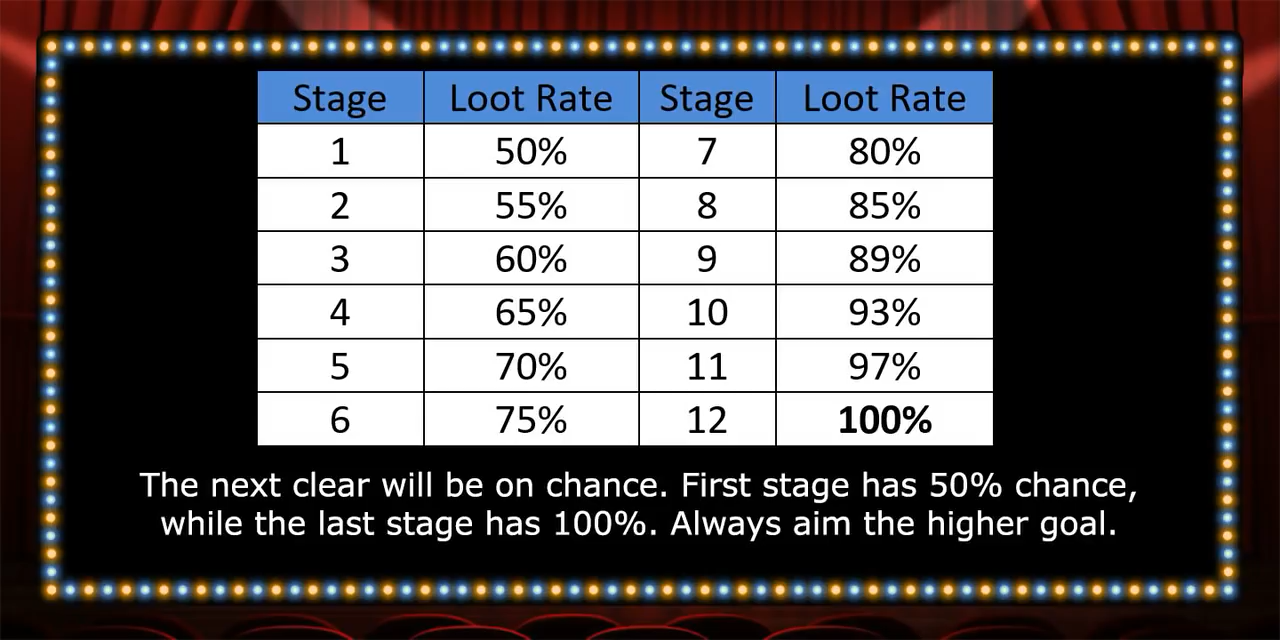 Stage Loot Rate Stage Loot Rate
1 50% 7 80%
2 55% 8 85%
3 60% 9 89%
4 65% 10 93%
5 70% 11 97%
6 75% 12 100%
The next clear will be on chance. First stage has 50% chance,
while the last stage has 100%. Always aim the higher goal.